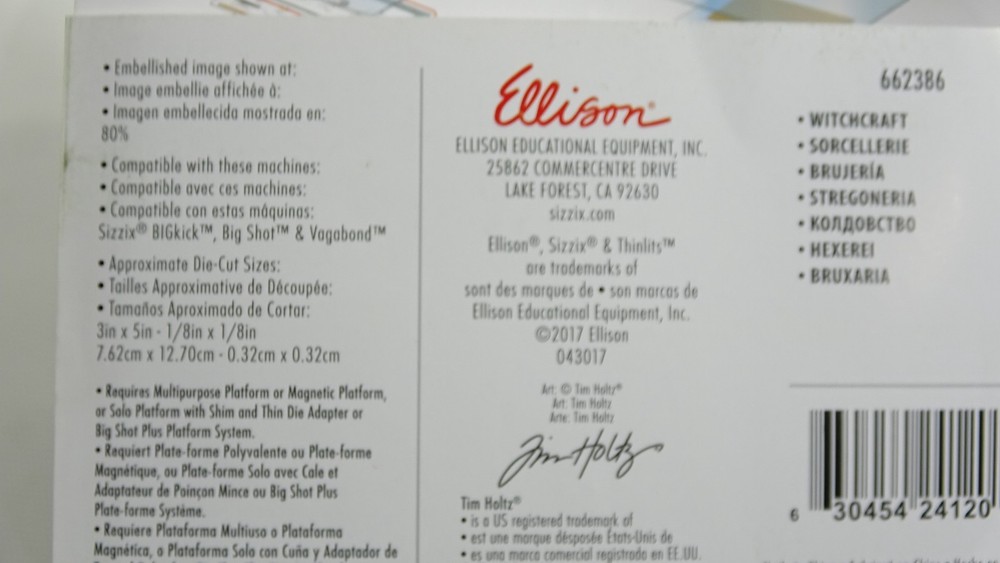 • Embellished image shown at:
• Image embellie affichée à:
• Imagen embellecida mostrada en:
80%
• Compatible with these machines:
• Compatible avec ces machines:
• Compatible con estas máquinas:
Sizzix® BIGkick™, Big Shot™ & Vagabond™
• Approximate Die-Cut Sizes:
• Tailles Approximative de Découpée:
• Tamaños Aproximado de Cortar:
3in x 5in - 1/8in x 1/8in
7.62cm x 12.70cm - 0.32cm x 0.32cm
• Requires Multipurpose Platform or Magnetic Platform,
or Solo Platform with Shim and Thin Die Adapter or
Big Shot Plus Platform System.
• Requiert Plate-forme Polyvalente ou Plate-forme
Magnétique, ou Plate-forme Solo avec Cale et
Adaptateur de Poinçon Mince ou Big Shot Plus
Plate-forme Système.
• Requiere Plataforma Multiuso o Plataforma
Magnética, o Plataforma Solo con Cuña y Adaptador de
Ellison®
ELLISON EDUCATIONAL EQUIPMENT, INC.
25862 COMMERCENTRE DRIVE
LAKE FOREST, CA 92630
sizzix.com
Ellison®, Sizzix® & Thinlits™
are trademarks of
sont des marques de • son marcas de
Ellison Educational Equipment, Inc.
©2017 Ellison
043017
Art: © Tim Holtz®
Art: Tim Holtz
Arte: Tim Holtz
Tim Holtz
Tim Holtz®
• is a US registered trademark of
• est une marque désposée États-Unis de
• es una marca comercial registrada en EE.UU.
662386
• WITCHCRAFT
• SORCELLERIE
• BRUJERÍA
• STREGONERIA
• КОЛДОВСТВО
• HEXEREI
• BRUXARIA
6 30454 24120